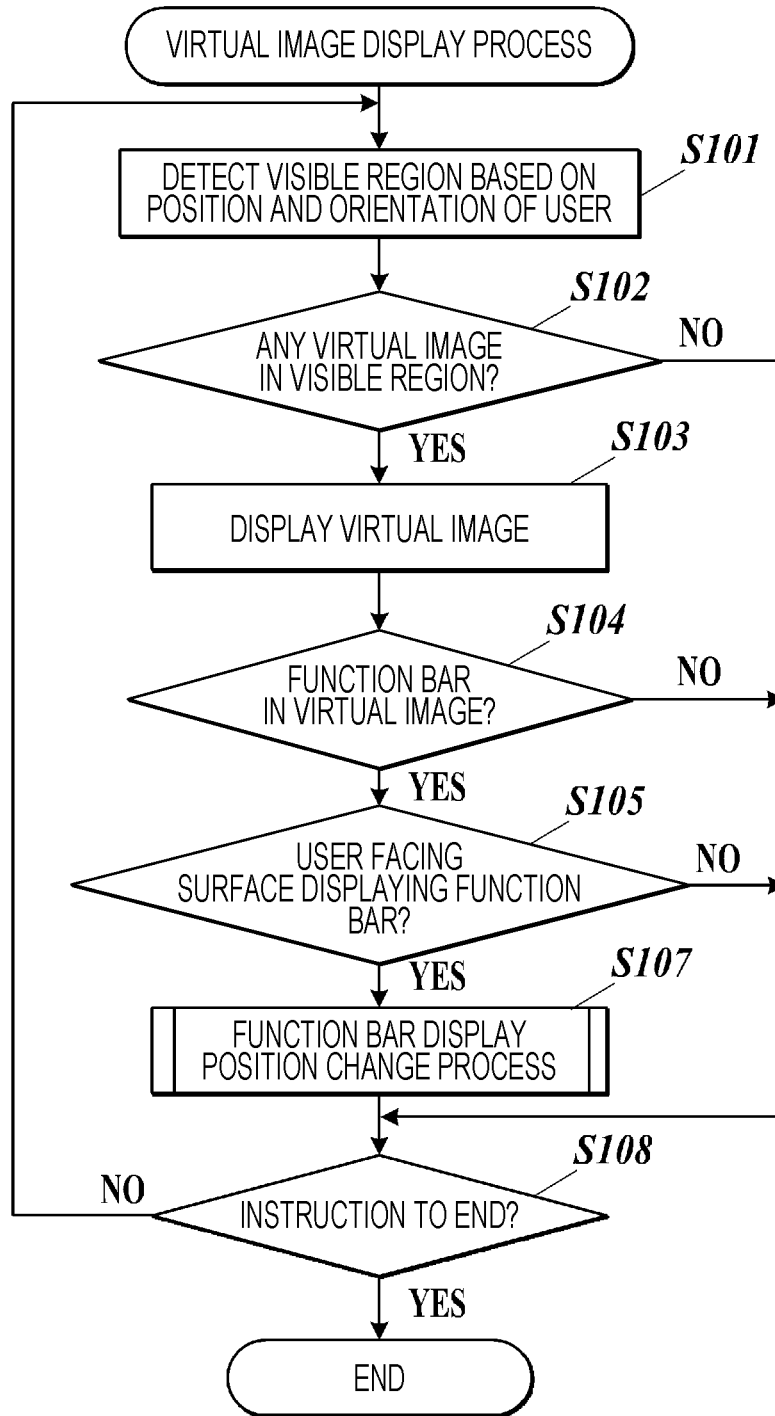 VIRTUAL IMAGE DISPLAY PROCESS
S101
DETECT VISIBLE REGION BASED ON
POSITION AND ORIENTATION OF USER
S102
ANY VIRTUAL IMAGE
IN VISIBLE REGION?
NO
YES
S103
DISPLAY VIRTUAL IMAGE
S104
FUNCTION BAR
IN VIRTUAL IMAGE?
NO
YES
S105
USER FACING
SURFACE DISPLAYING FUNCTION
BAR?
NO
YES
S107
FUNCTION BAR DISPLAY
POSITION CHANGE PROCESS
S108
NO
INSTRUCTION TO END?
YES
END